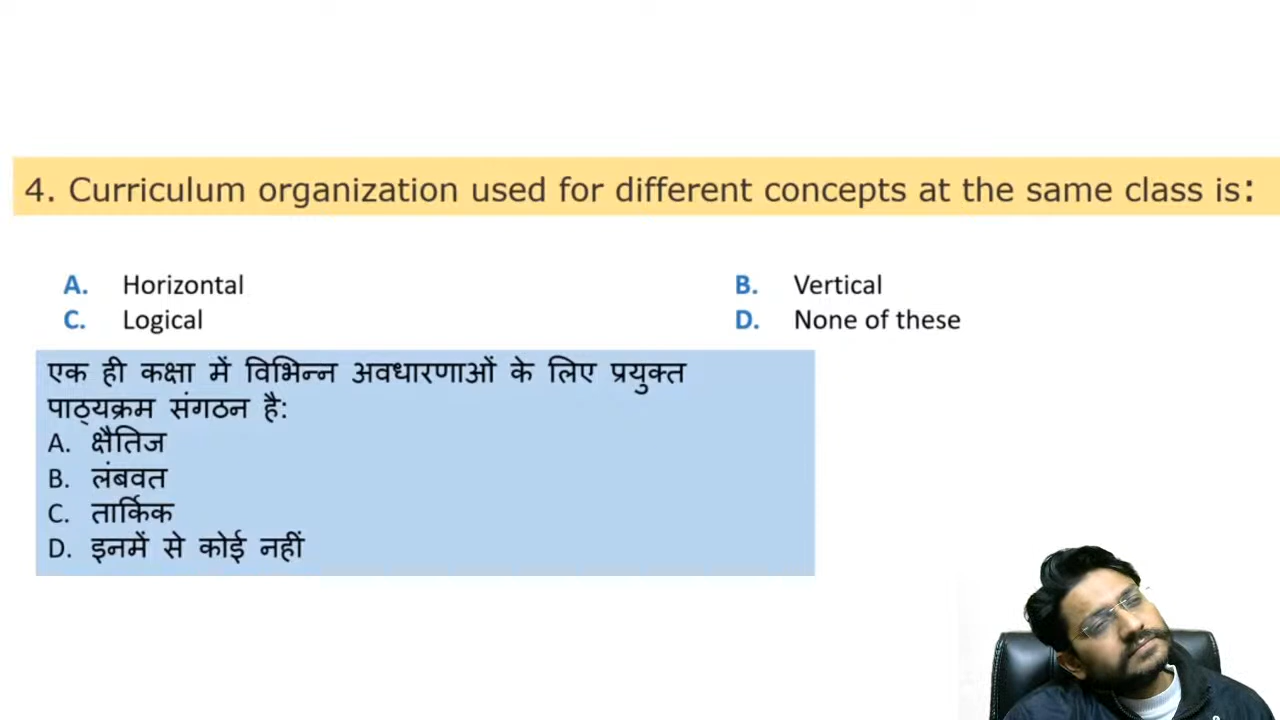 4. Curriculum organization used for different concepts at the same class is:
A. Horizontal
B. Vertical
C. Logical
D. None of these
एक ही कक्षा में विभिन्न अवधारणाओं के लिए प्रयुक्त
पाठ्यक्रम संगठन है:
A. क्षैतिज
B. लंबवत
C. तार्किक
D. इनमें से कोई नहीं